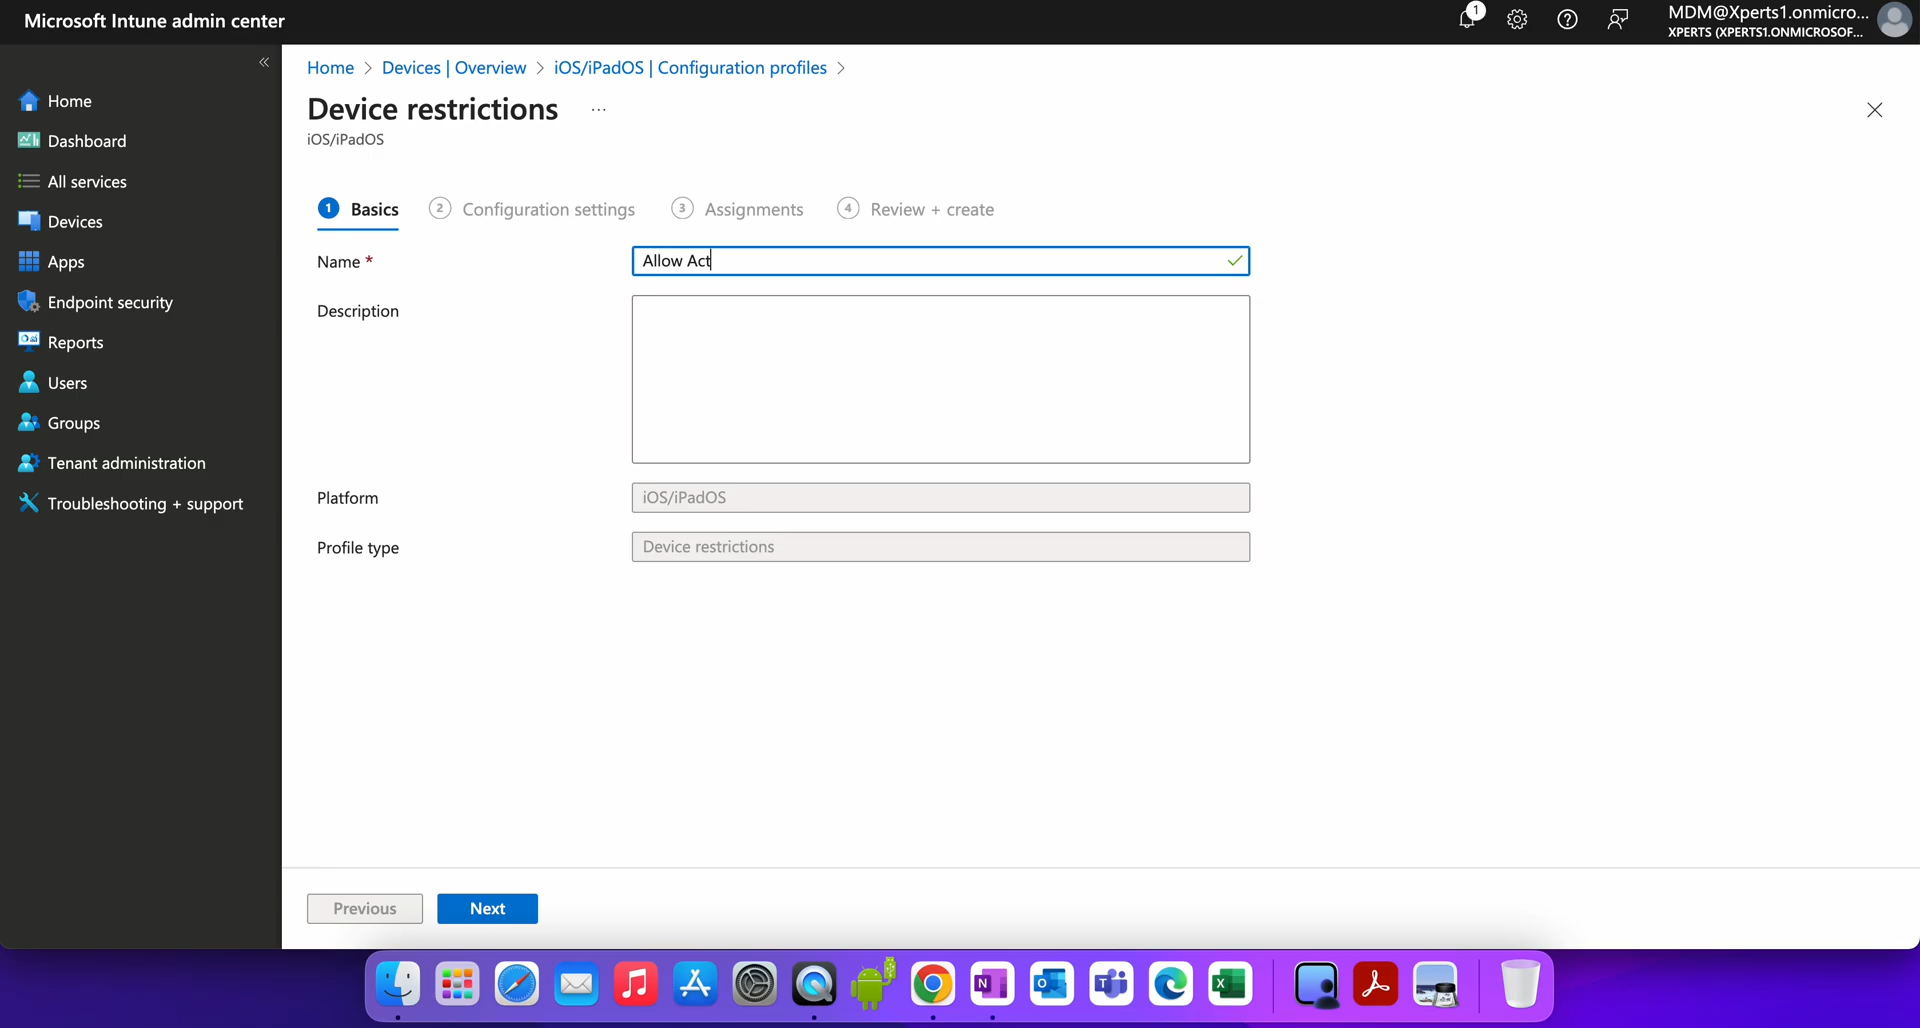 Microsoft Intune admin center
1
MDM@Xperts1.onmicro...
XPERTS (XPERTS1.ONMICROSOF...
«
Home
Dashboard
All services
Devices
Apps
Endpoint security
Reports
Users
Groups
Tenant administration
Troubleshooting + support
Home > Devices | Overview > iOS/iPadOS | Configuration profiles >
Device restrictions ...
iOS/iPadOS
1 Basics 2 Configuration settings 3 Assignments 4 Review + create
Name * Allow Act
Description
Platform iOS/iPadOS
Profile type Device restrictions
Previous Next